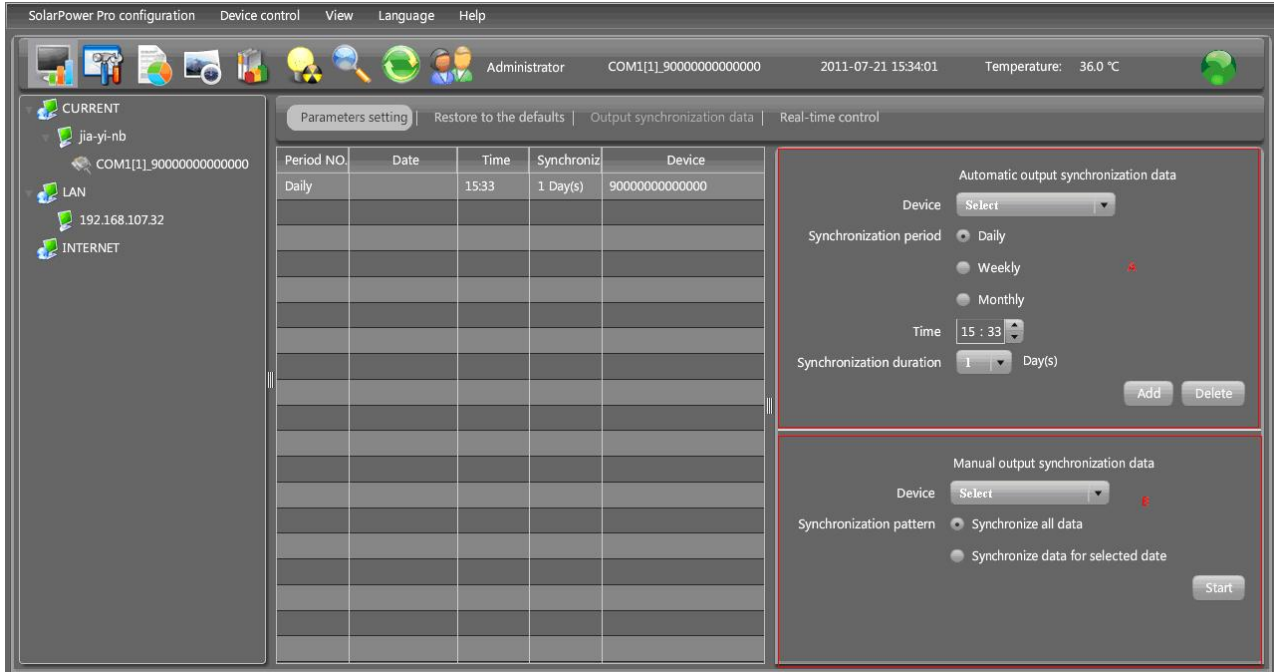 SolarPower Pro configuration Device control View Language Help
Administrator COM1[1]_90000000000000 2011-07-21 15:34:01 Temperature: 36.0 ℃
CURRENT
jia-yi-nb
COM1[1]_90000000000000
LAN
192.168.107.32
INTERNET
Parameters setting | Restore to the defaults | Output synchronization data | Real-time control
Period NO. Date Time Synchroniz Device
Daily 15:33 1 Day(s) 90000000000000
Automatic output synchronization data
Device Select
Synchronization period Daily
Weekly
Monthly
Time 15 : 33
Synchronization duration 1 Day(s)
Add Delete
Manual output synchronization data
Device Select
Synchronization pattern Synchronize all data
Synchronize data for selected date
Start